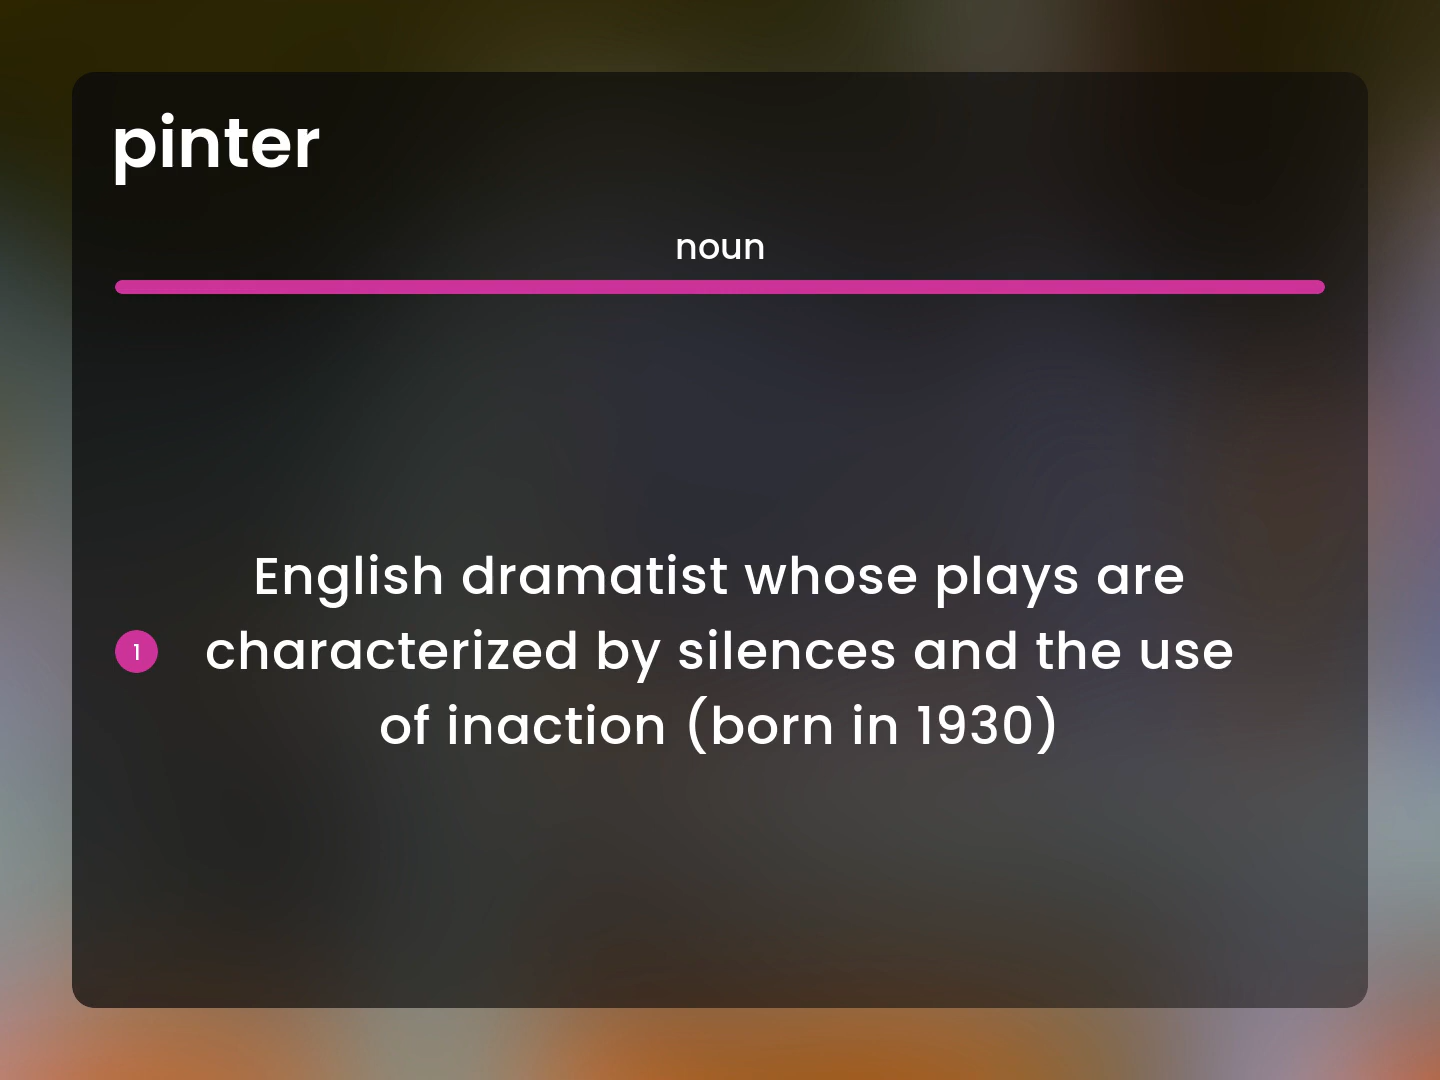 pinter
noun
English dramatist whose plays are
1 characterized by silences and the use
of inaction (born in 1930)